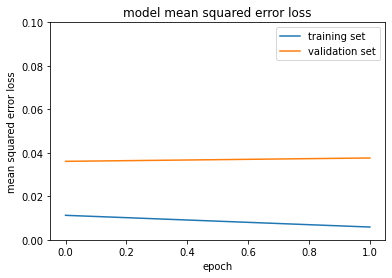 model mean squared error loss
training set
validation set
mean squared error loss
0.10
0.08
0.06
0.04
0.02
0.00
0.0 0.2 0.4 0.6 0.8 1.0
epoch